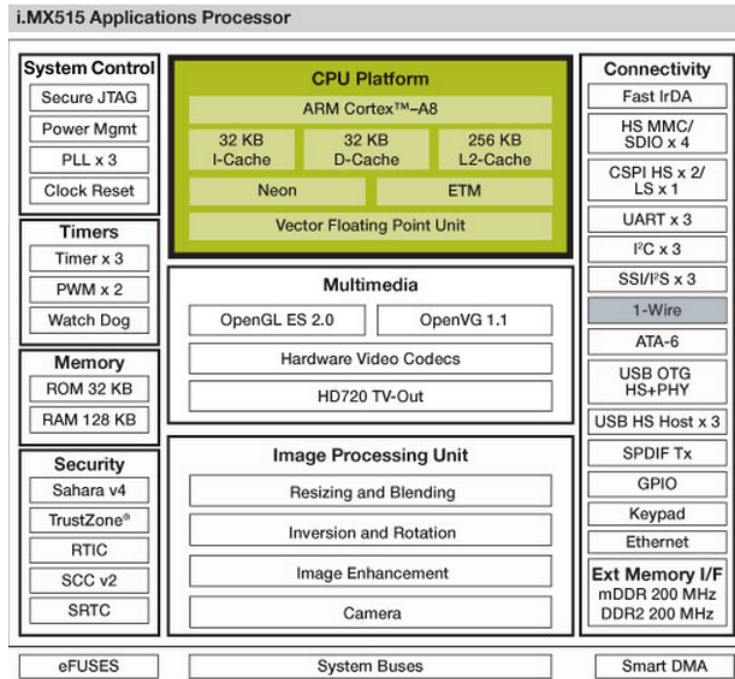 i.MX515 Applications Processor
System Control
Secure JTAG
Power Mgmt
PLL x 3
Clock Reset
Timers
Timer x 3
PWM x 2
Watch Dog
Memory
ROM 32 KB
RAM 128 KB
Security
Sahara v4
TrustZone®
RTIC
SCC v2
SRTC
CPU Platform
ARM Cortex™–A8
32 KB
I-Cache
32 KB
D-Cache
256 KB
L2-Cache
Neon
ETM
Vector Floating Point Unit
Multimedia
OpenGL ES 2.0
OpenVG 1.1
Hardware Video Codecs
HD720 TV-Out
Image Processing Unit
Resizing and Blending
Inversion and Rotation
Image Enhancement
Camera
Connectivity
Fast IrDA
HS MMC/
SDIO x 4
CSPI HS x 2/
LS x 1
UART x 3
I²C x 3
SSI/I²S x 3
1-Wire
ATA-6
USB OTG
HS+PHY
USB HS Host x 3
SPDIF Tx
GPIO
Keypad
Ethernet
Ext Memory I/F
mDDR 200 MHz
DDR2 200 MHz
eFUSES
System Buses
Smart DMA